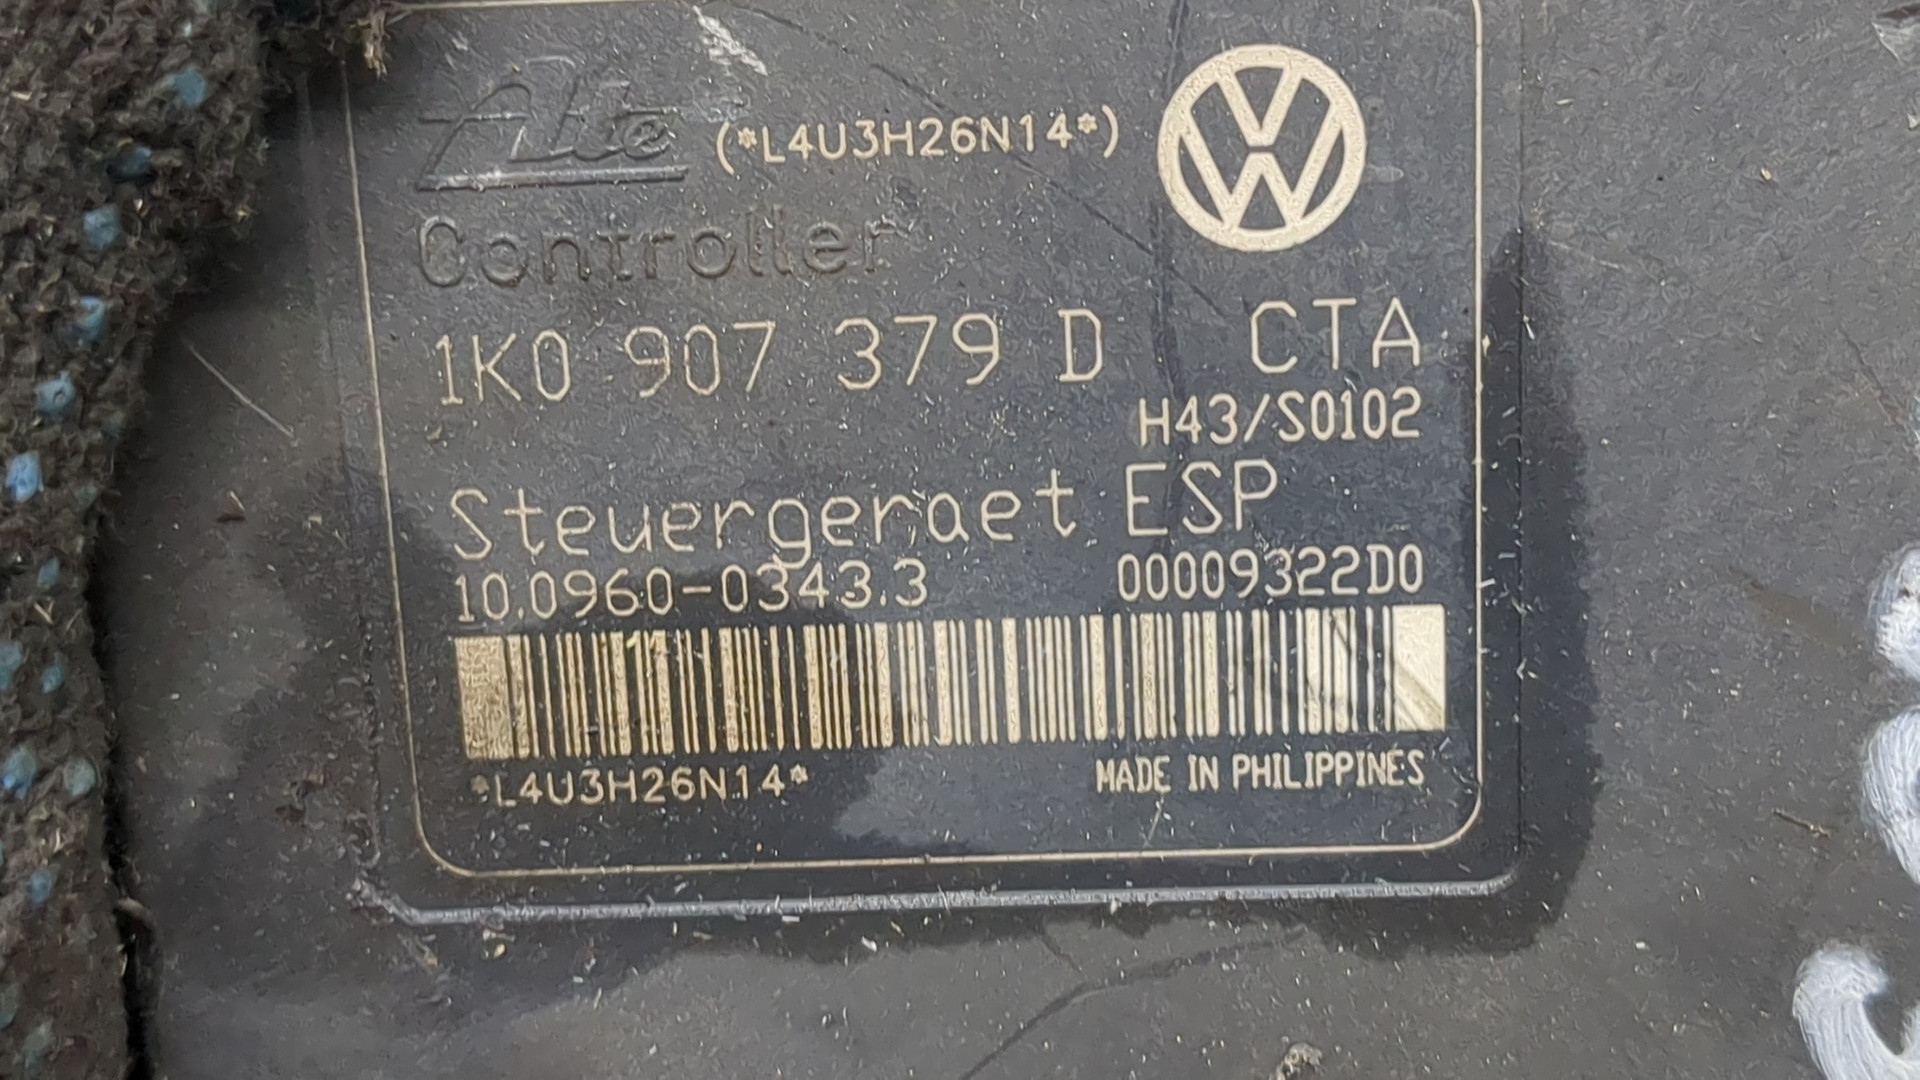 Ate (*L4U3H26N14*)
Controller
1K0 907 379 D CTA
H43/S0102
Steuergeraet ESP
10.0960-0343.3 00009322D0
*L4U3H26N14* MADE IN PHILIPPINES